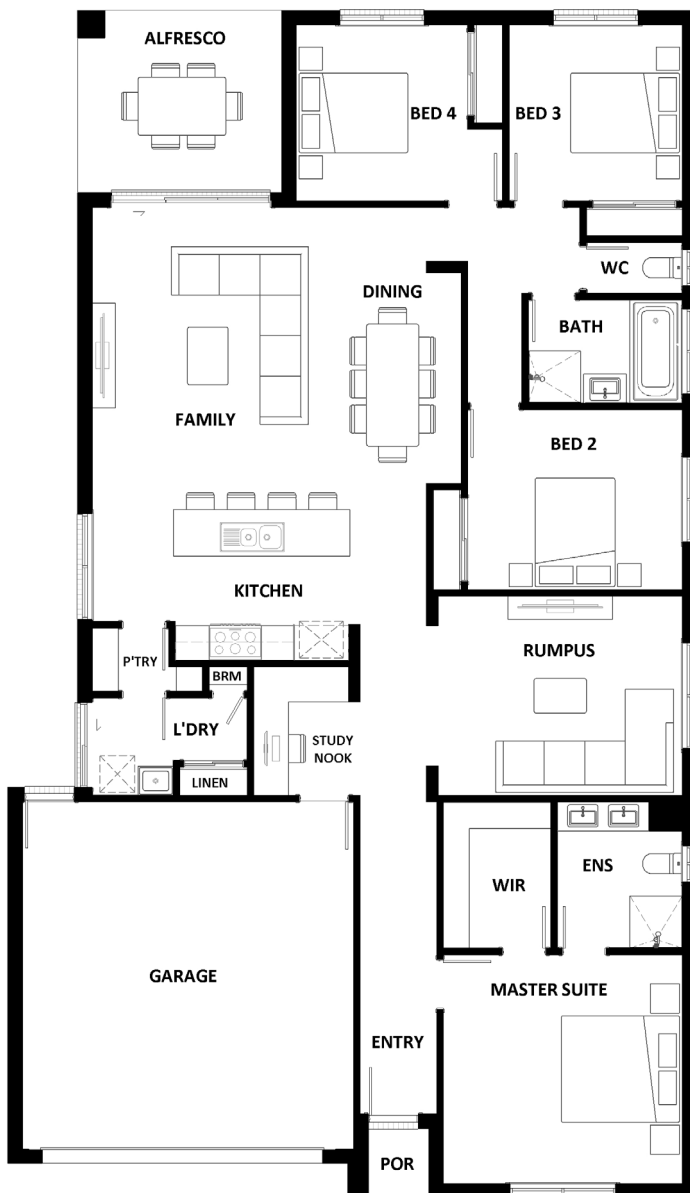 ALFRESCO
BED 4
BED 3
WC
DINING
BATH
FAMILY
BED 2
KITCHEN
P'TRY
RUMPUS
BRM
L'DRY
STUDY
NOOK
LINEN
WIR
ENS
GARAGE
MASTER SUITE
ENTRY
POR